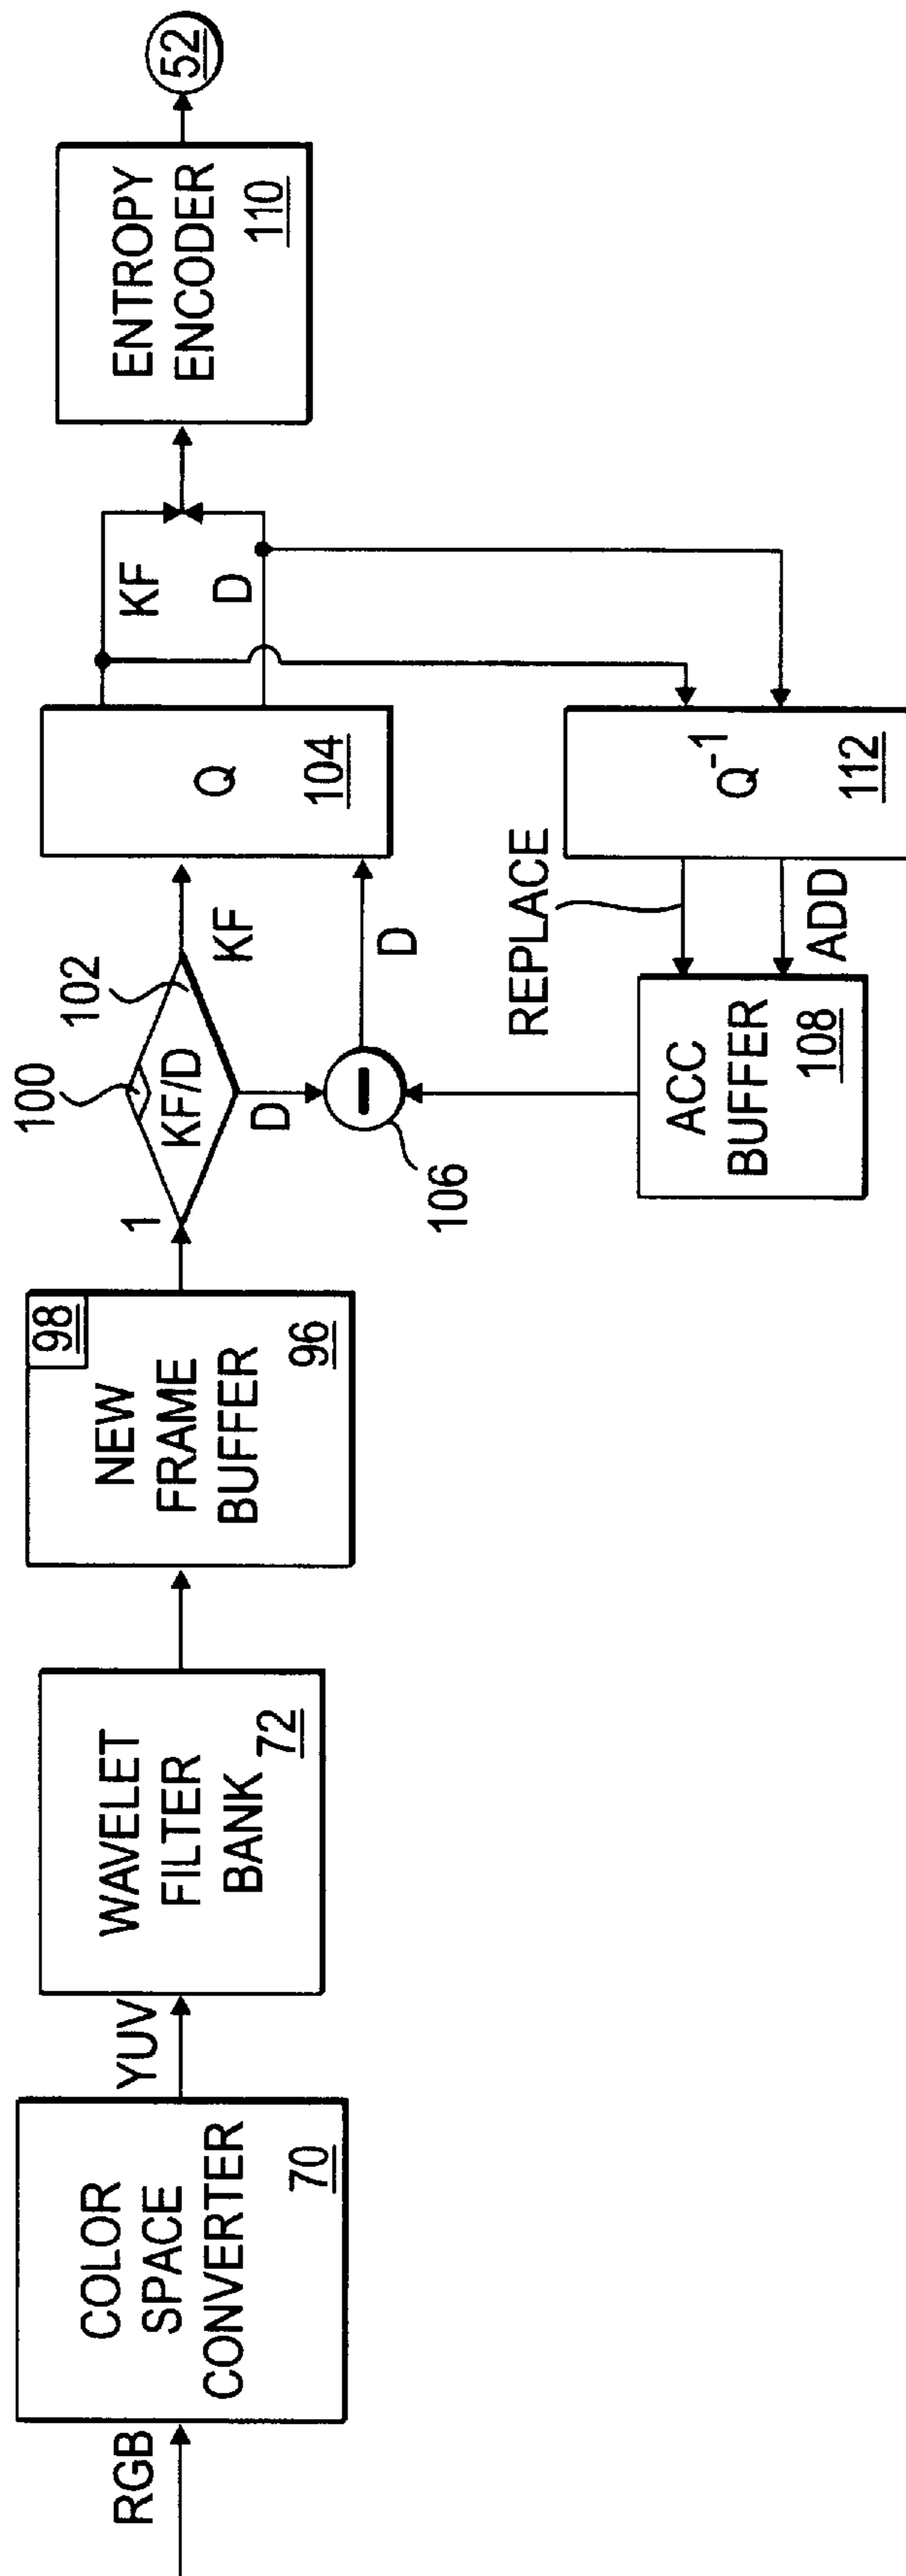 RGB
COLOR
SPACE
CONVERTER
70
YUV
WAVELET
FILTER
BANK
72
98
NEW
FRAME
BUFFER
96
1
100
102
KF/D
KF
D
106
D
Q
104
KF
D
ENTROPY
ENCODER
110
52
ACC
BUFFER
108
REPLACE
ADD
Q-1
112